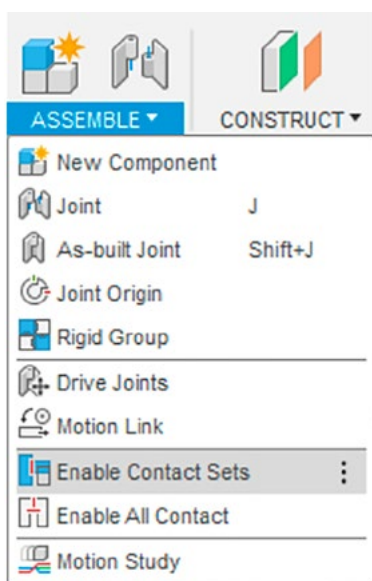 ASSEMBLE▼ CONSTRUCT▼
New Component
Joint J
As-built Joint Shift+J
Joint Origin
Rigid Group
Drive Joints
Motion Link
Enable Contact Sets
Enable All Contact
Motion Study